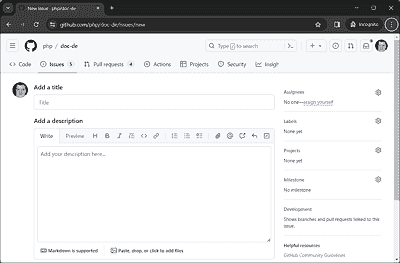 New Issue · php/doc-de
github.com/php/doc-de/issues/new
Incognito
php / doc-de
Type / to search
Code
Issues 5
Pull requests 4
Actions
Projects
Security
Insigh
Add a title
Title
Add a description
Write
Preview
Add your description here...
Markdown is supported
Paste, drop, or click to add files
Assignees
No one—assign yourself
Labels
None yet
Projects
None yet
Milestone
No milestone
Development
Shows branches and pull requests linked to this
issue.
Helpful resources
GitHub Community Guidelines